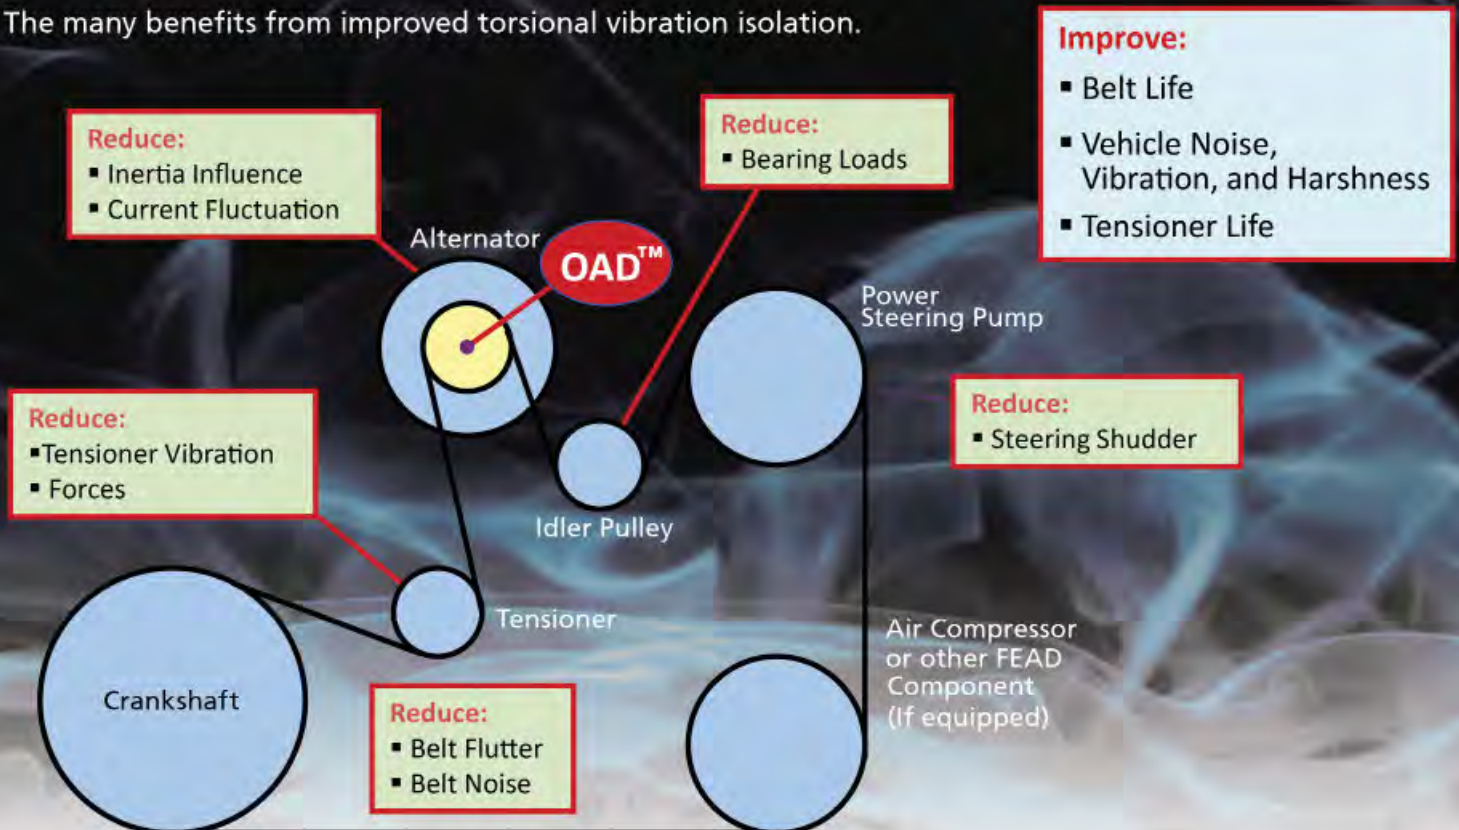 The many benefits from improved torsional vibration isolation.
Improve:
▪ Belt Life
▪ Vehicle Noise,
Vibration, and Harshness
▪ Tensioner Life
Reduce:
▪ Inertia Influence
▪ Current Fluctuation
Reduce:
▪ Bearing Loads
Alternator
OAD™
Power
Steering Pump
Reduce:
▪ Steering Shudder
Reduce:
▪Tensioner Vibration
▪ Forces
Idler Pulley
Tensioner
Crankshaft
Reduce:
▪ Belt Flutter
▪ Belt Noise
Air Compressor
or other FEAD
Component
(If equipped)